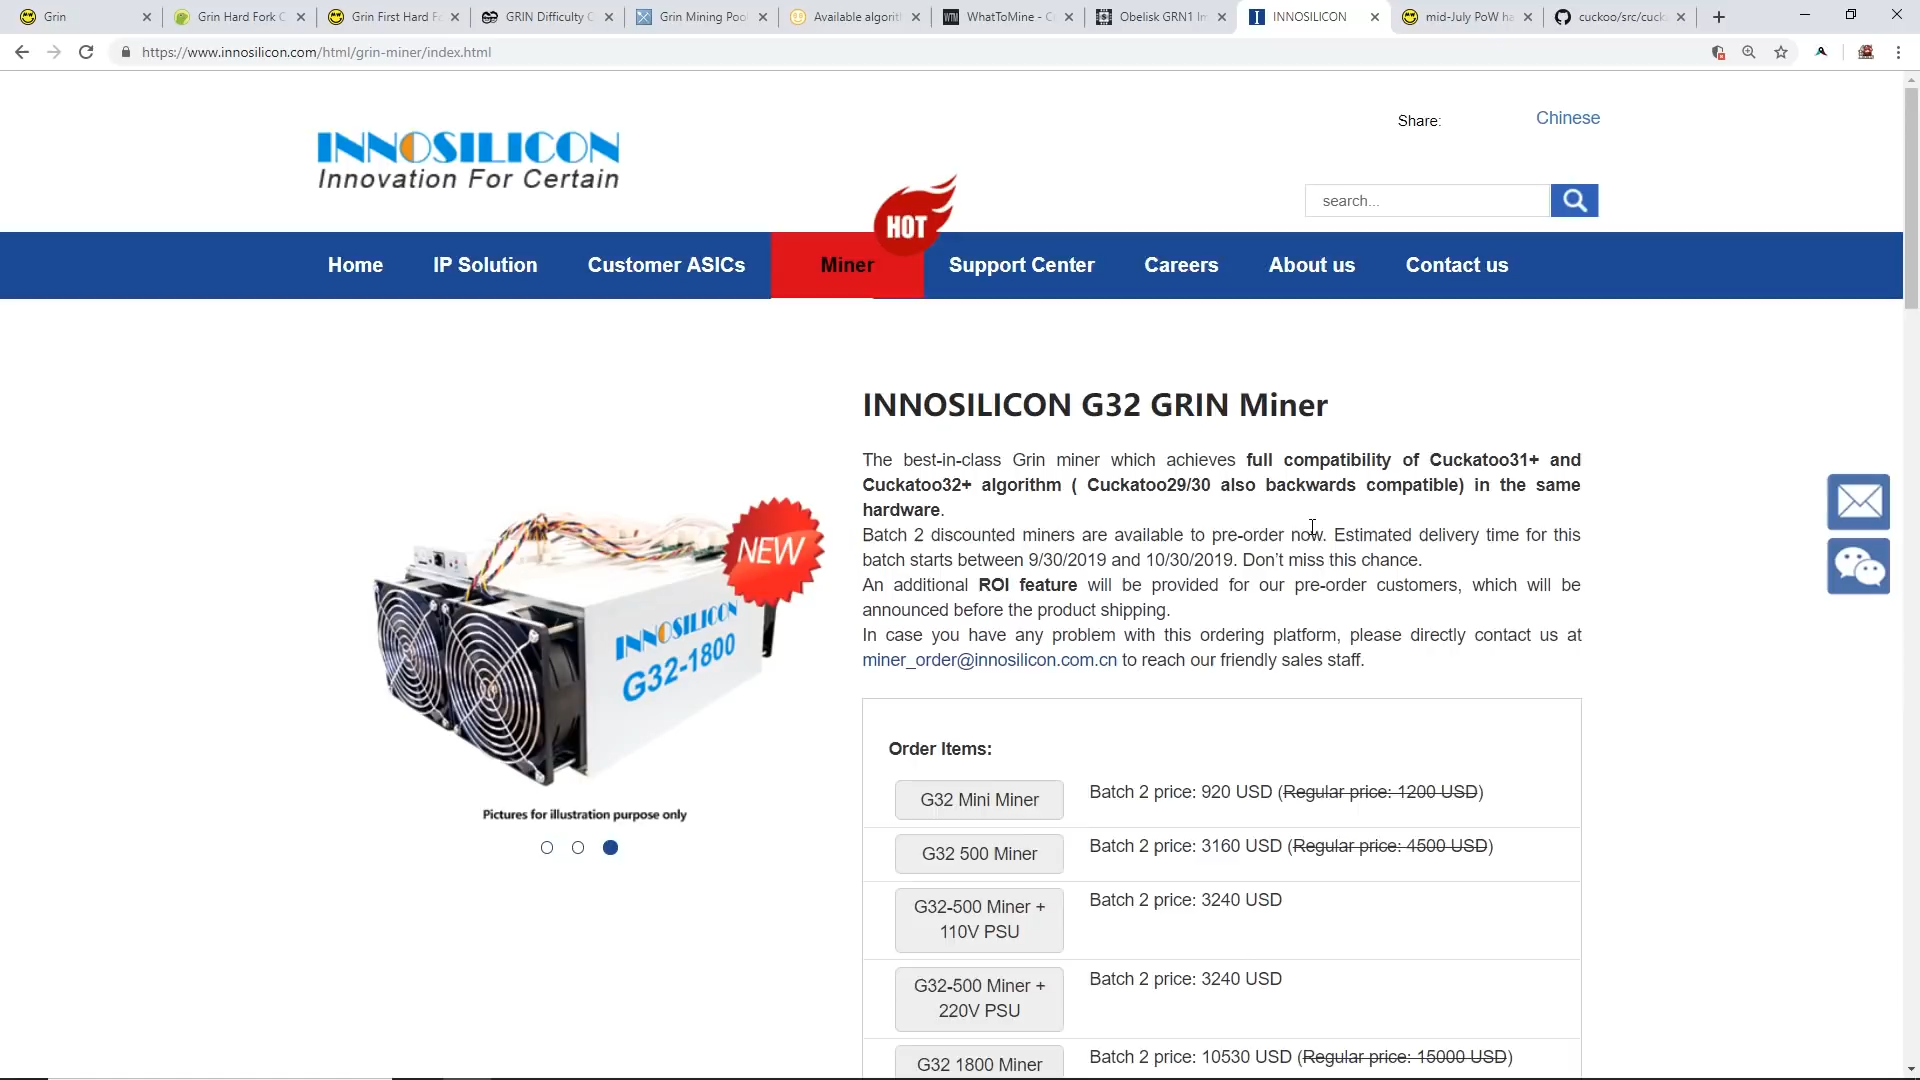 Grin
Grin Hard Fork C
Grin First Hard F
GRIN Difficulty C
Grin Mining Poo
Available algorit
WTM WhatToMine - C
Obelisk GRN1 Im
INNOSILICON
mid-July PoW ha
cuckoo/src/cuck
https://www.innosilicon.com/html/grin-miner/index.html
Share:
Chinese
INNOSILICON
Innovation For Certain
search...
HOT
Home
IP Solution
Customer ASICs
Miner
Support Center
Careers
About us
Contact us
INNOSILICON G32 GRIN Miner
The best-in-class Grin miner which achieves full compatibility of Cuckatoo31+ and
Cuckatoo32+ algorithm ( Cuckatoo29/30 also backwards compatible) in the same
hardware.
Batch 2 discounted miners are available to pre-order now. Estimated delivery time for this
batch starts between 9/30/2019 and 10/30/2019. Don’t miss this chance.
An additional ROI feature will be provided for our pre-order customers, which will be
announced before the product shipping.
In case you have any problem with this ordering platform, please directly contact us at
miner_order@innosilicon.com.cn to reach our friendly sales staff.
NEW
INNOSILICON
G32-1800
Pictures for illustration purpose only
Order Items:
G32 Mini Miner
Batch 2 price: 920 USD (Regular price: 1200 USD)
G32 500 Miner
Batch 2 price: 3160 USD (Regular price: 4500 USD)
G32-500 Miner +
110V PSU
Batch 2 price: 3240 USD
G32-500 Miner +
220V PSU
Batch 2 price: 3240 USD
G32 1800 Miner
Batch 2 price: 10530 USD (Regular price: 15000 USD)